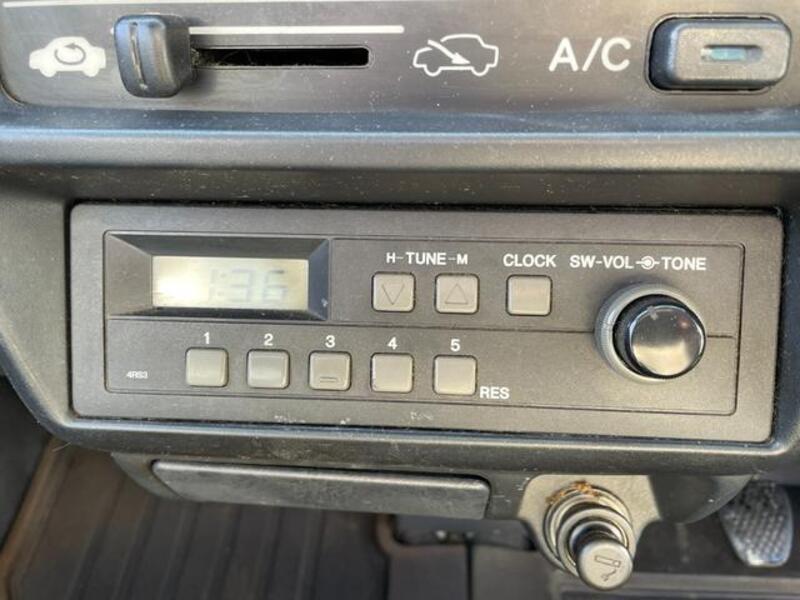 A/C
H-TUNE-M CLOCK SW-VOL TONE
1:36
1 2 3 4 5
4RS3
RES